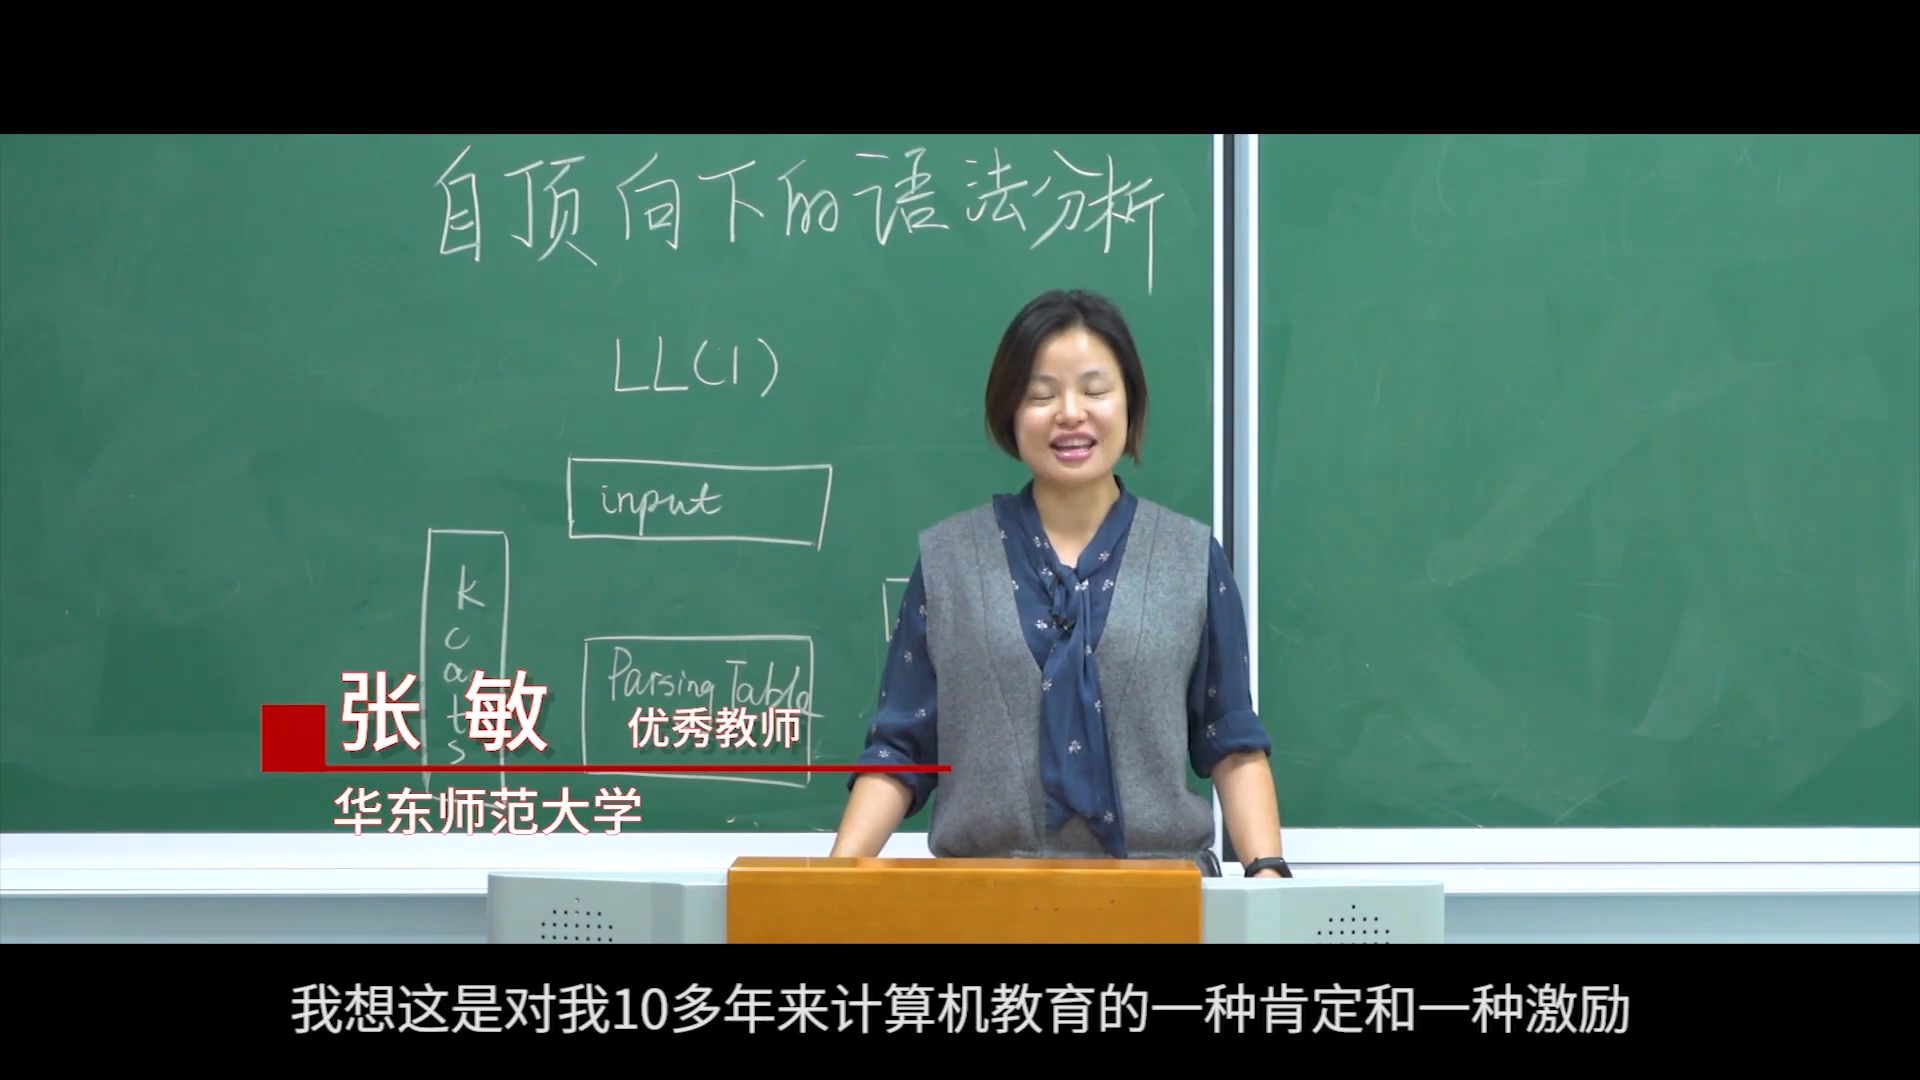 自顶向下的语法分析
LL(1)
input
k
c
a
t
s
Parsing Table
张敏
优秀教师
华东师范大学
我想这是对我10多年来计算机教育的一种肯定和一种激励